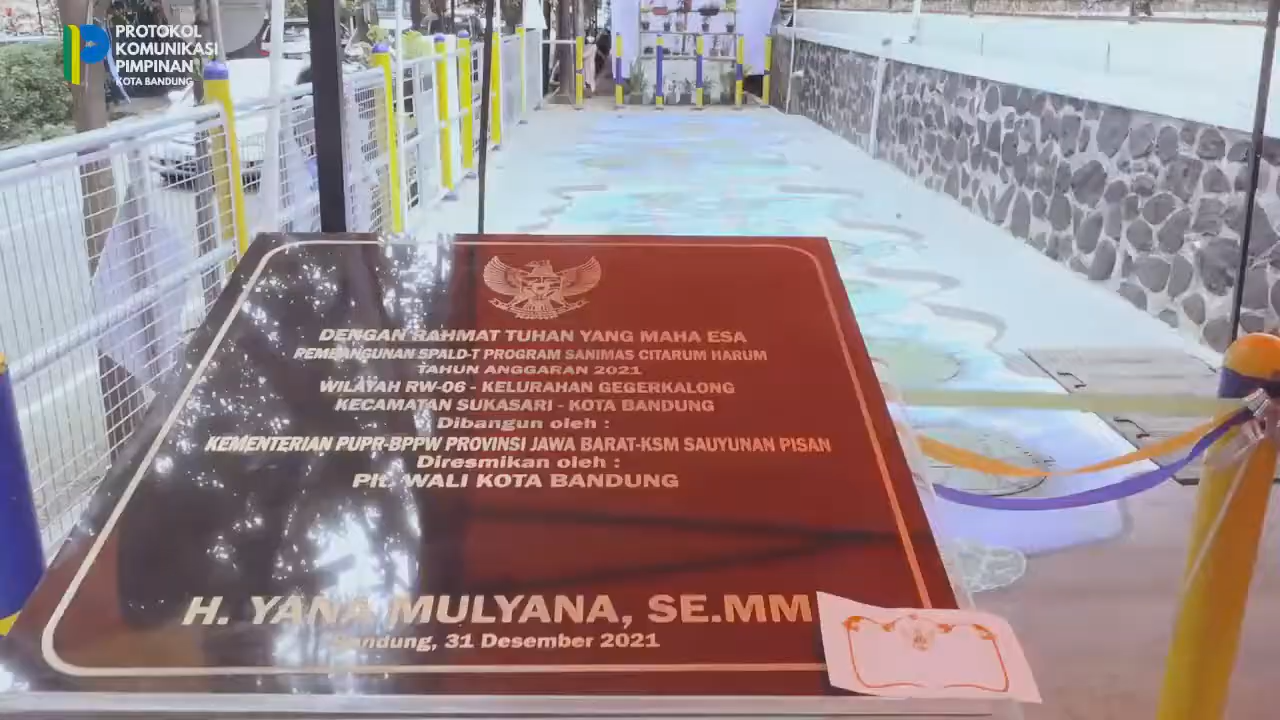 PROTOKOL
KOMUNIKASI
PIMPINAN
KOTA BANDUNG
DENGAN RAHMAT TUHAN YANG MAHA ESA
PEMBANGUNAN SPALD-T PROGRAM SANIMAS CITARUM HARUM
TAHUN ANGGARAN 2021
WILAYAH RW-06 - KELURAHAN GEGERKALONG
KECAMATAN SUKASARI - KOTA BANDUNG
Dibangun oleh :
KEMENTERIAN PUPR-BPPW PROVINSI JAWA BARAT-KSM SAUYUNAN PISAN
Diresmikan oleh :
Plt. WALI KOTA BANDUNG
H. YANA MULYANA, SE.MM
Bandung, 31 Desember 2021